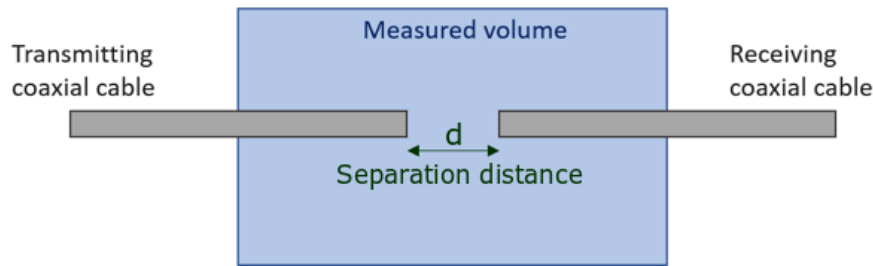 Measured volume
Transmitting
coaxial cable
Receiving
coaxial cable
d
Separation distance